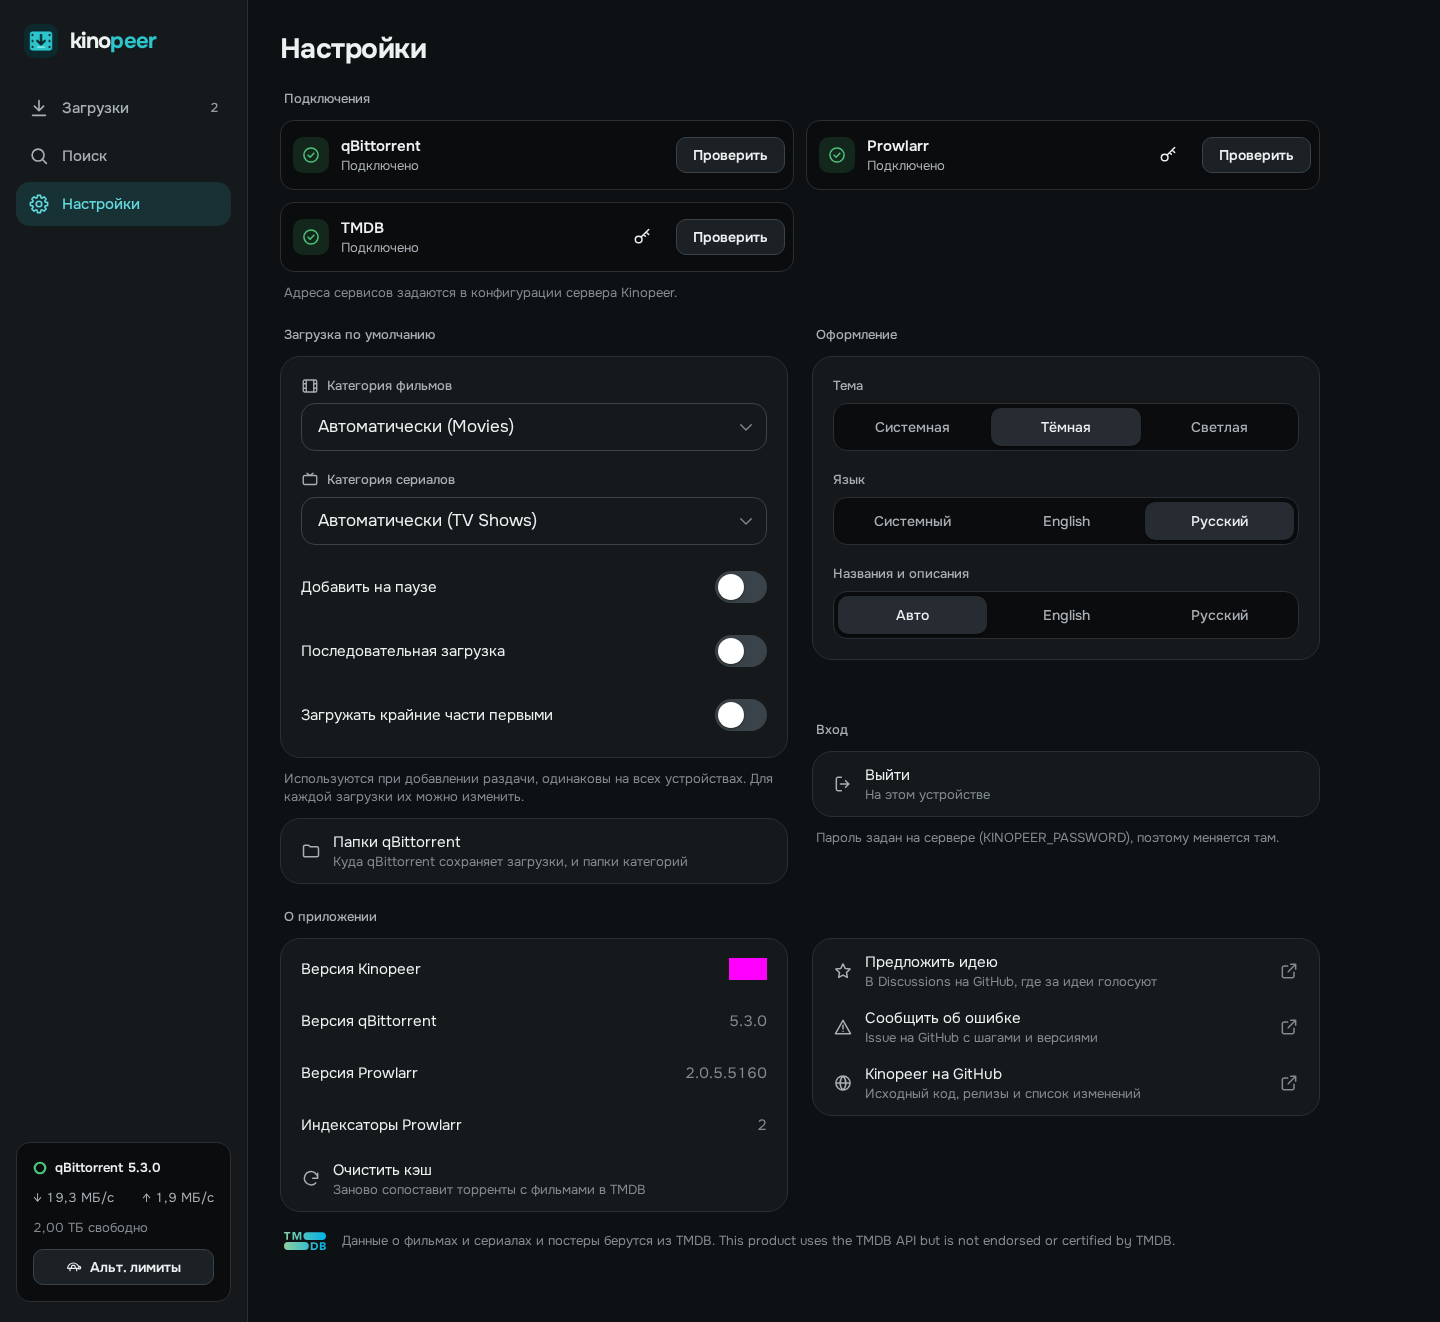 kinopeer
Загрузки 2
Поиск
Настройки
Настройки
Подключения
qBittorrent
Подключено
Проверить
Prowlarr
Подключено
Проверить
TMDB
Подключено
Проверить
Адреса сервисов задаются в конфигурации сервера Kinopeer.
Загрузка по умолчанию
Категория фильмов
Автоматически (Movies)
Категория сериалов
Автоматически (TV Shows)
Добавить на паузе
Последовательная загрузка
Загружать крайние части первыми
Используются при добавлении раздачи, одинаковы на всех устройствах. Для
каждой загрузки их можно изменить.
Папки qBittorrent
Куда qBittorrent сохраняет загрузки, и папки категорий
Оформление
Тема
Системная Тёмная Светлая
Язык
Системный English Русский
Названия и описания
Авто English Русский
Вход
Выйти
На этом устройстве
Пароль задан на сервере (KINOPEER_PASSWORD), поэтому меняется там.
О приложении
Версия Kinopeer
Версия qBittorrent 5.3.0
Версия Prowlarr 2.0.5.5160
Индексаторы Prowlarr 2
Очистить кэш
Заново сопоставит торренты с фильмами в TMDB
Предложить идею
В Discussions на GitHub, где за идеи голосуют
Сообщить об ошибке
Issue на GitHub с шагами и версиями
Kinopeer на GitHub
Исходный код, релизы и список изменений
TM
DB
Данные о фильмах и сериалах и постеры берутся из TMDB. This product uses the TMDB API but is not endorsed or certified by TMDB.
qBittorrent 5.3.0
↓ 19,3 МБ/с ↑ 1,9 МБ/с
2,00 ТБ свободно
Альт. лимиты